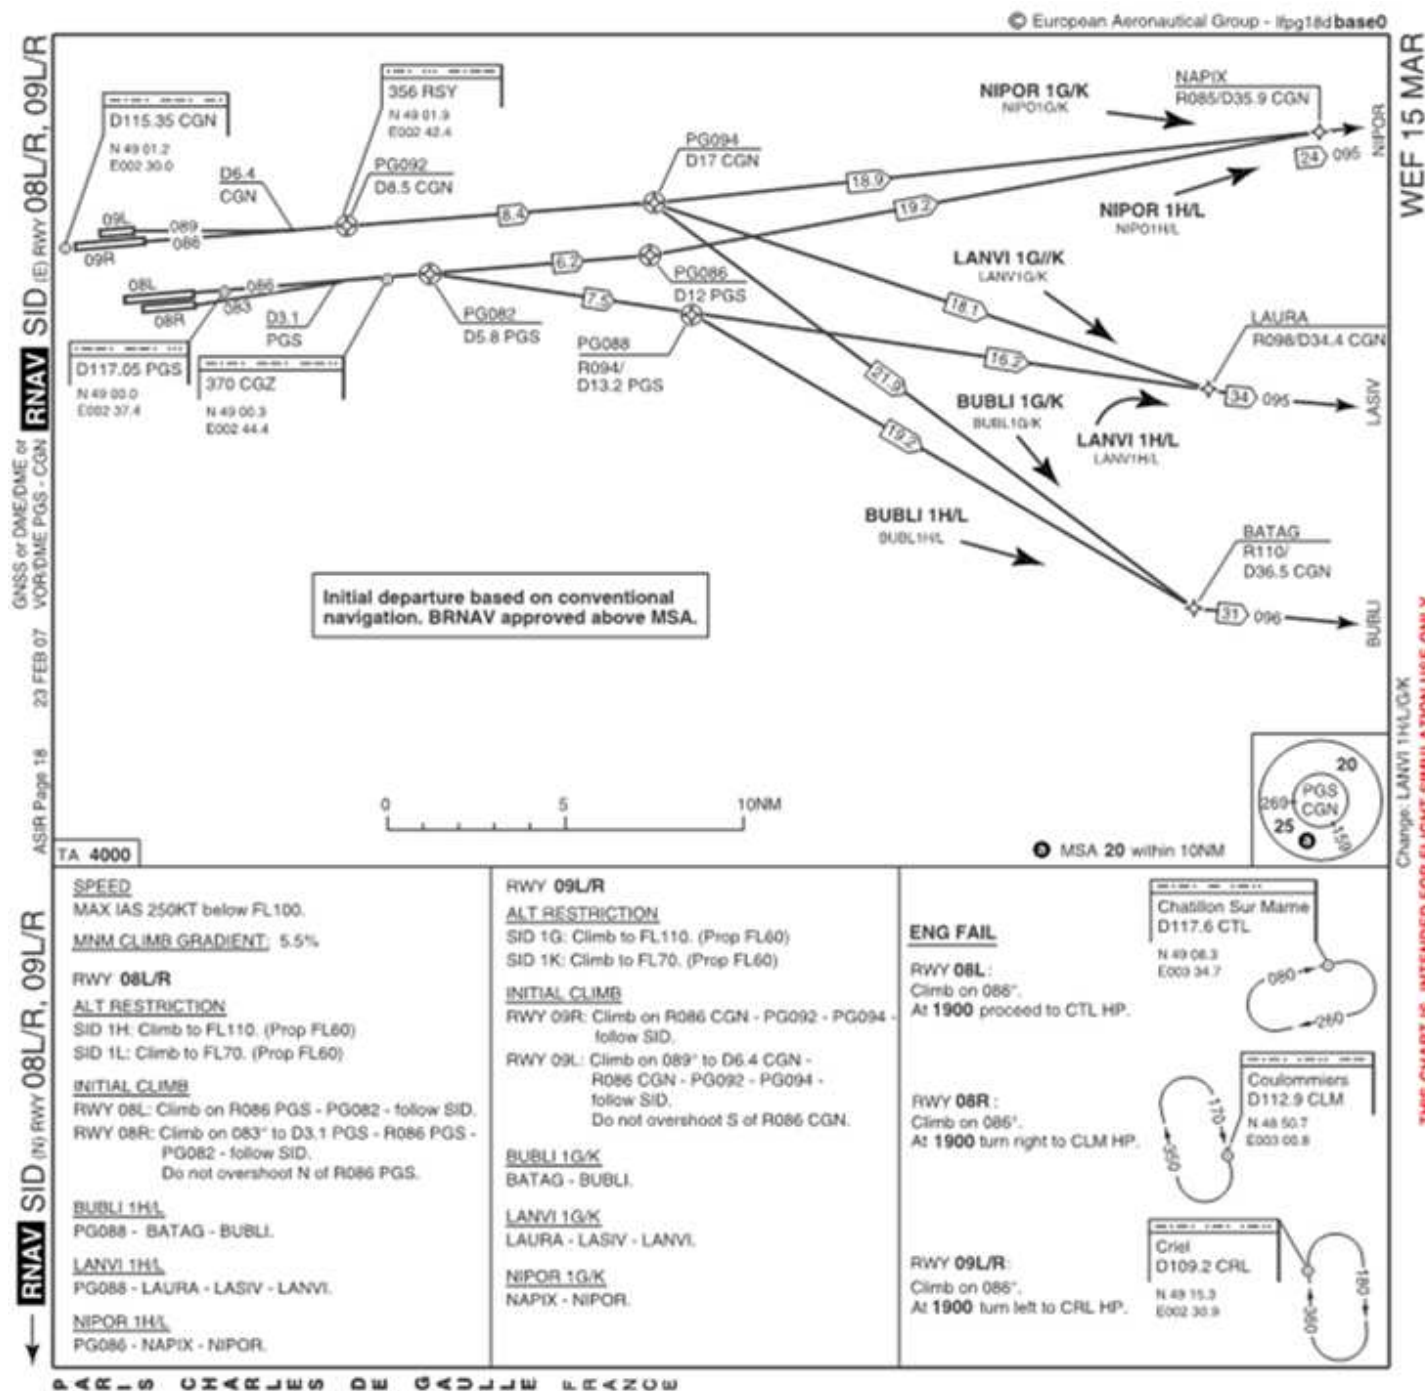 © European Aeronautical Group - lfpg18dbase0
WEF 15 MAR
SID (E) RWY 08L/R, 09L/R
RNAV
GNSS or DME/DME or
VOR/DME PGS - CGN
23 FEB 07
ASIR Page 18
D115.35 CGN
N 49 01.2
E002 30.0
356 RSY
N 49 01.9
E002 42.4
D6.4
CGN
PG092
D8.5 CGN
PG094
D17 CGN
NIPOR 1G/K
NIPO1G/K
NAPIX
R085/D35.9 CGN
NIPOR
24 095
18.9
19.2
8.4
NIPOR 1H/L
NIPO1H/L
09L
089
086
09R
6.2
PG086
D12 PGS
LANVI 1G//K
LANV1G/K
08L
086
08R
083
D3.1
PGS
PG082
D5.8 PGS
7.5
18.1
PG088
R094/
D13.2 PGS
LAURA
R098/D34.4 CGN
16.2
D117.05 PGS
N 49 00.0
E002 37.4
370 CGZ
N 49 00.3
E002 44.4
21.9
BUBLI 1G/K
BUBL1G/K
34 095
LASIV
LANVI 1H/L
LANV1H/L
19.2
BUBLI 1H/L
BUBL1H/L
BATAG
R110/
D36.5 CGN
31 096
BUBLI
Initial departure based on conventional
navigation. BRNAV approved above MSA.
0 5 10NM
20
PGS
CGN
269
25
a
159
a MSA 20 within 10NM
TA 4000
Change: LANVI 1H/L/G/K
THIS CHART IS INTENDED FOR FLIGHT SIMULATION USE ONLY
RNAV SID (N) RWY 08L/R, 09L/R
SPEED
MAX IAS 250KT below FL100.
MNM CLIMB GRADIENT: 5.5%
RWY 08L/R
ALT RESTRICTION
SID 1H: Climb to FL110. (Prop FL60)
SID 1L: Climb to FL70. (Prop FL60)
INITIAL CLIMB
RWY 08L: Climb on R086 PGS - PG082 - follow SID.
RWY 08R: Climb on 083° to D3.1 PGS - R086 PGS -
PG082 - follow SID.
Do not overshoot N of R086 PGS.
BUBLI 1H/L
PG088 - BATAG - BUBLI.
LANVI 1H/L
PG088 - LAURA - LASIV - LANVI.
NIPOR 1H/L
PG086 - NAPIX - NIPOR.
RWY 09L/R
ALT RESTRICTION
SID 1G: Climb to FL110. (Prop FL60)
SID 1K: Climb to FL70. (Prop FL60)
INITIAL CLIMB
RWY 09R: Climb on R086 CGN - PG092 - PG094 -
follow SID.
RWY 09L: Climb on 089° to D6.4 CGN -
R086 CGN - PG092 - PG094 -
follow SID.
Do not overshoot S of R086 CGN.
BUBLI 1G/K
BATAG - BUBLI.
LANVI 1G/K
LAURA - LASIV - LANVI.
NIPOR 1G/K
NAPIX - NIPOR.
ENG FAIL
RWY 08L:
Climb on 086°.
At 1900 proceed to CTL HP.
RWY 08R:
Climb on 086°.
At 1900 turn right to CLM HP.
RWY 09L/R:
Climb on 086°.
At 1900 turn left to CRL HP.
Chatillon Sur Marne
D117.6 CTL
N 49 08.3
E003 34.7
080
260
Coulommiers
D112.9 CLM
N 48 50.7
E003 00.8
170
350
Criel
D109.2 CRL
N 49 15.3
E002 30.9
180
360
PARIS CHARLES DE GAULLE FRANCE